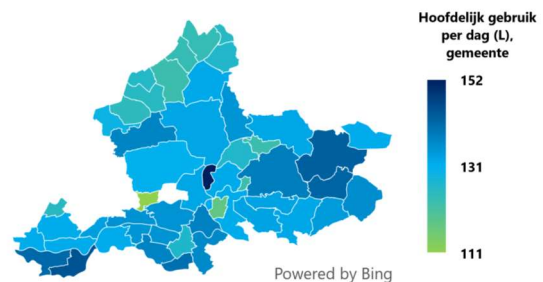 Hoofdelijk gebruik
per dag (L),
gemeente
152
131
111
Powered by Bing